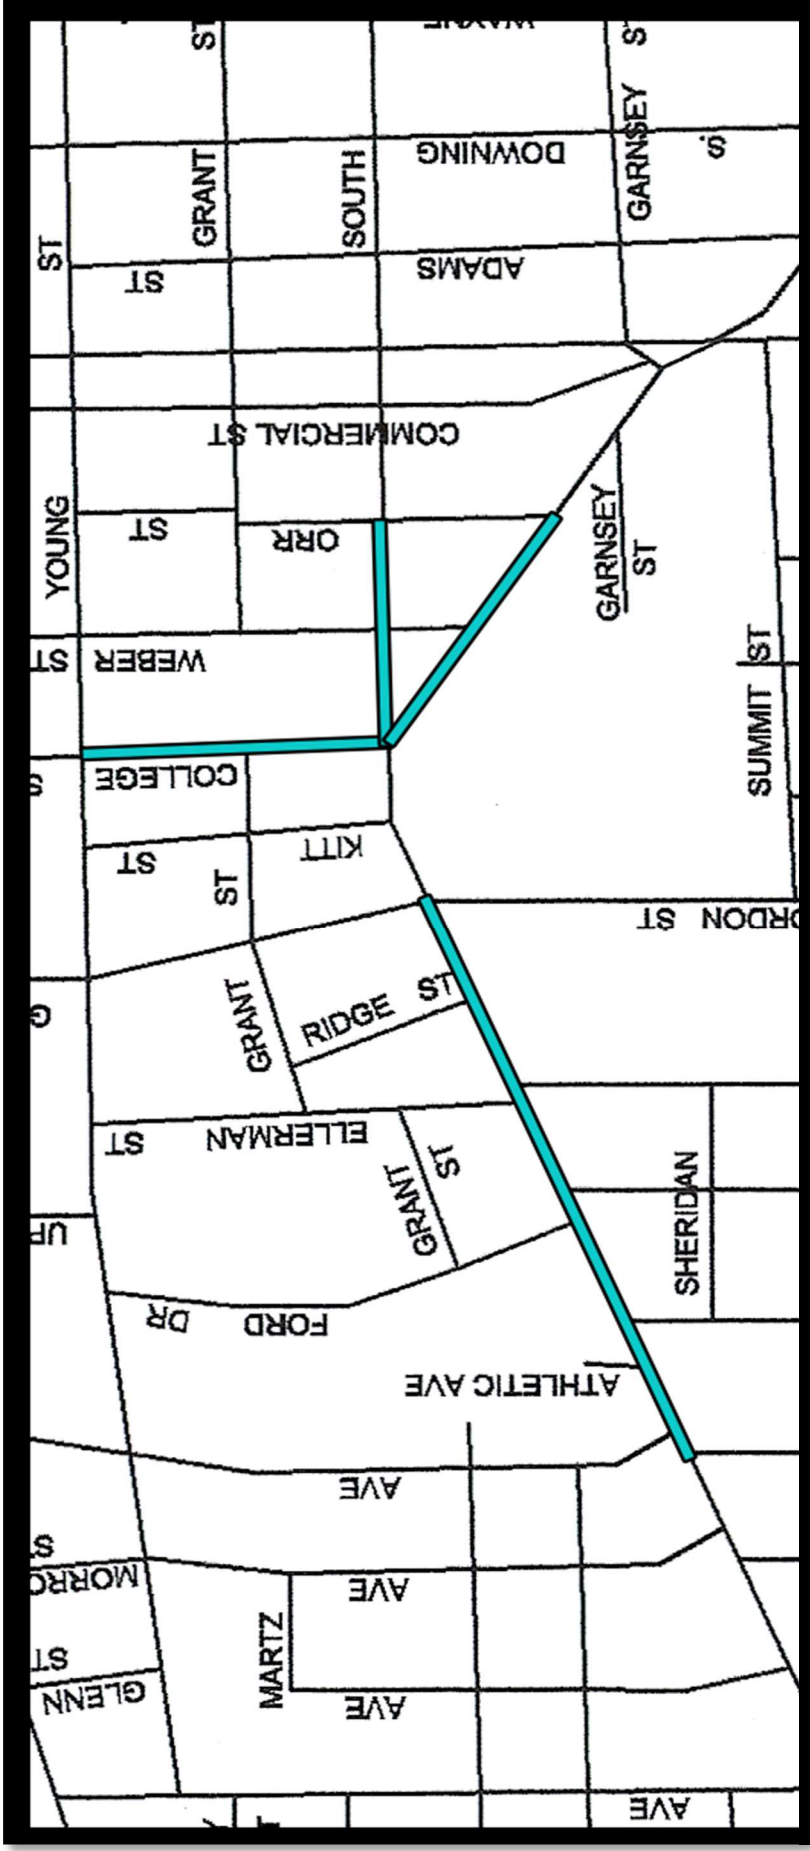 WAYNE
ST
ST
DOWNING
S.
GARNSEY
GRANT
SOUTH
ST
ST
ADAMS
COMMERCIAL ST
YOUNG
ST
ORR
GARNSEY
ST
ST
WEBER
SUMMIT ST
S
COLLEGE
ST
KITT
ST
ORDON ST
G
GRANT
RIDGE ST
ST
ELLERMAN
GRANT
ST
UP
SHERIDAN
DR
FORD
ATHLETIC AVE
AVE
S
MORRO
AVE
ST
GLENN
MARTZ
AVE
AVE